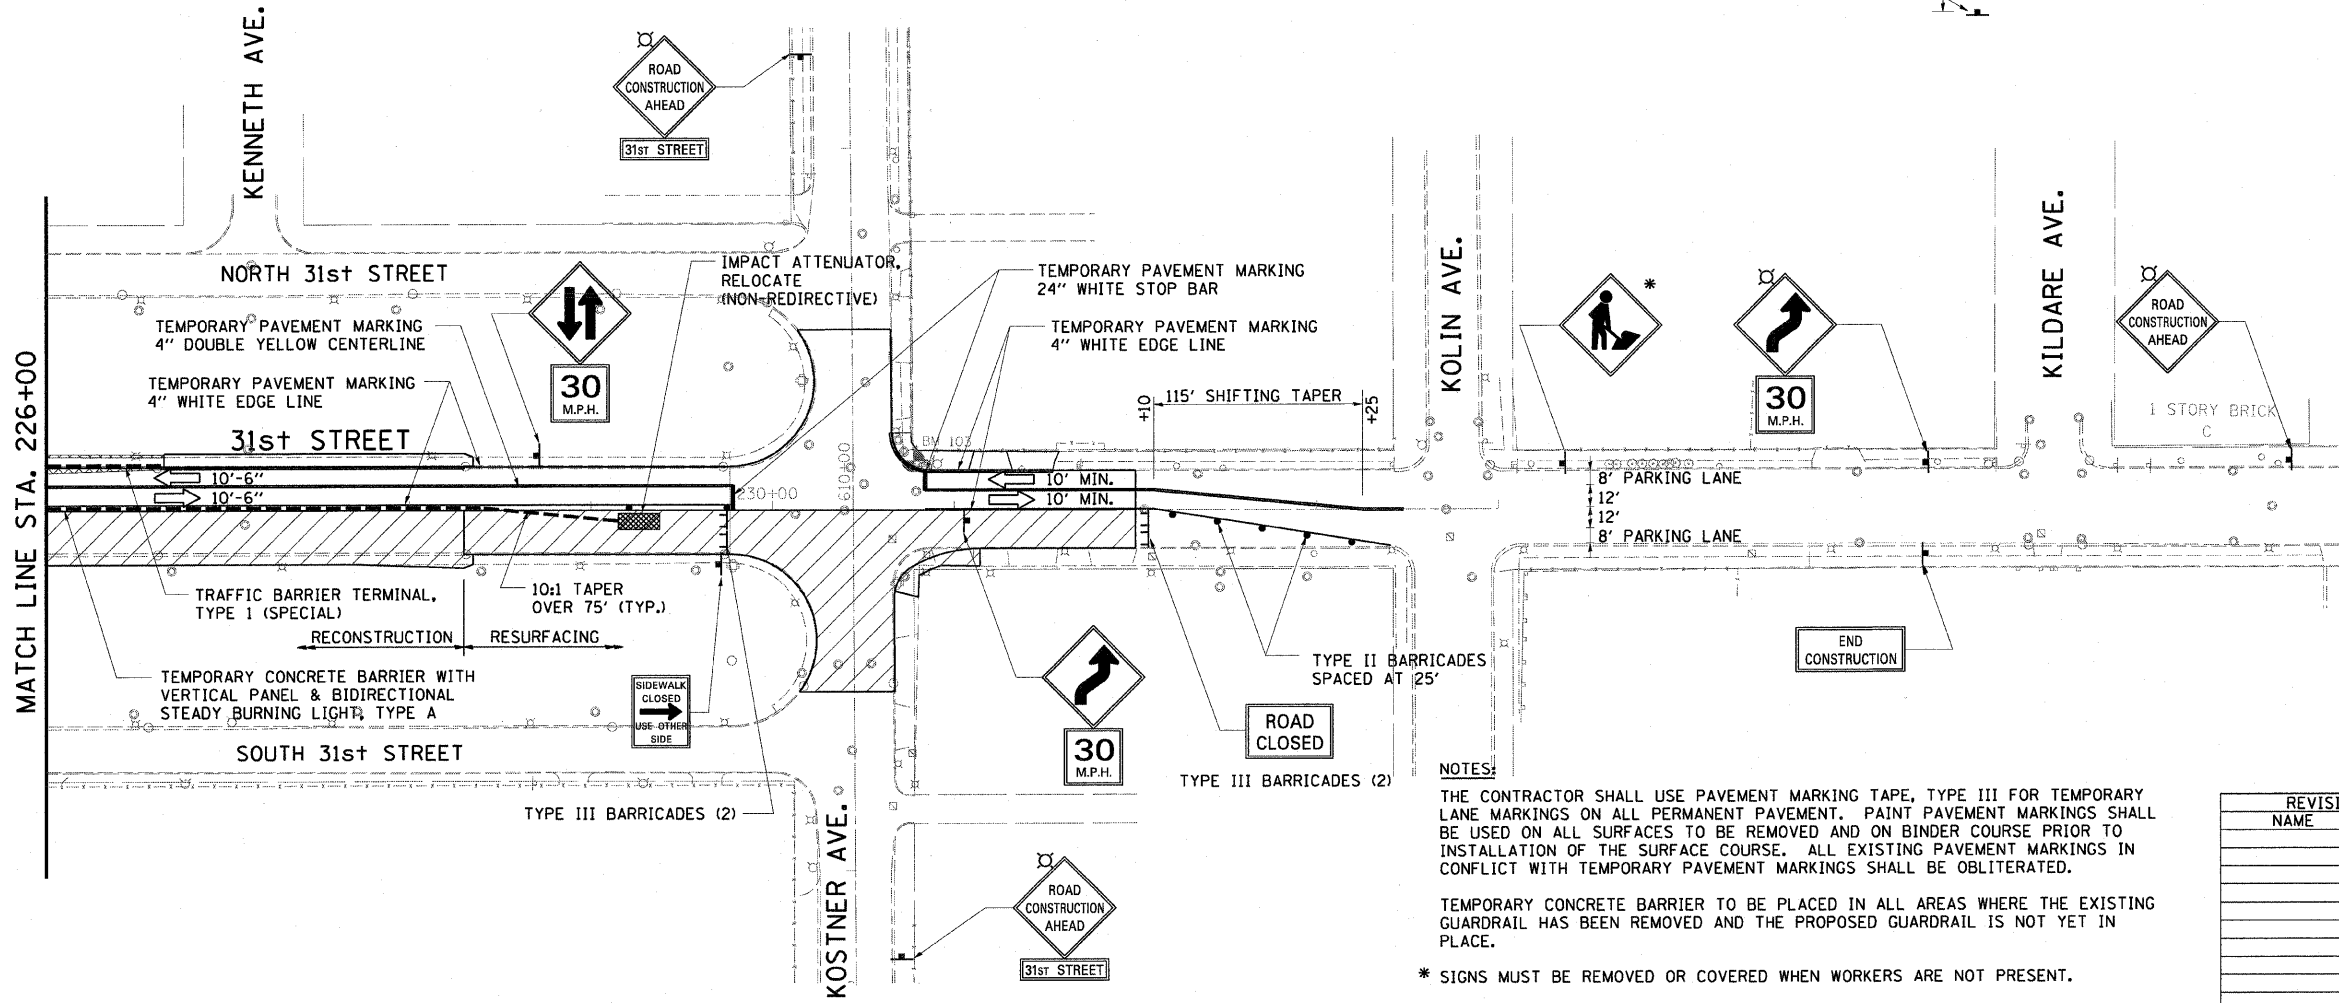 KENNETH AVE.
ROAD
CONSTRUCTION
AHEAD
31ST STREET
NORTH 31st STREET
IMPACT ATTENUATOR,
RELOCATE
(NON-REDIRECTIVE)
TEMPORARY PAVEMENT MARKING
24" WHITE STOP BAR
TEMPORARY PAVEMENT MARKING
4" DOUBLE YELLOW CENTERLINE
TEMPORARY PAVEMENT MARKING
4" WHITE EDGE LINE
30
M.P.H.
TEMPORARY PAVEMENT MARKING
4" WHITE EDGE LINE
31st STREET
MATCH LINE STA. 226+00
10'-6"
10'-6"
230+00
610+00
BM 103
10' MIN.
10' MIN.
+10
115' SHIFTING TAPER
+25
KOLIN AVE.
*
30
M.P.H.
KILDARE AVE.
ROAD
CONSTRUCTION
AHEAD
1 STORY BRICK
C
8' PARKING LANE
12'
12'
8' PARKING LANE
TRAFFIC BARRIER TERMINAL,
TYPE 1 (SPECIAL)
10:1 TAPER
OVER 75' (TYP.)
RECONSTRUCTION
RESURFACING
TEMPORARY CONCRETE BARRIER WITH
VERTICAL PANEL & BIDIRECTIONAL
STEADY BURNING LIGHT, TYPE A
SIDEWALK
CLOSED
USE OTHER
SIDE
SOUTH 31st STREET
TYPE III BARRICADES (2)
KOSTNER AVE.
30
M.P.H.
TYPE II BARRICADES
SPACED AT 25'
ROAD
CLOSED
TYPE III BARRICADES (2)
END
CONSTRUCTION
ROAD
CONSTRUCTION
AHEAD
31ST STREET
NOTES:
THE CONTRACTOR SHALL USE PAVEMENT MARKING TAPE, TYPE III FOR TEMPORARY
LANE MARKINGS ON ALL PERMANENT PAVEMENT. PAINT PAVEMENT MARKINGS SHALL
BE USED ON ALL SURFACES TO BE REMOVED AND ON BINDER COURSE PRIOR TO
INSTALLATION OF THE SURFACE COURSE. ALL EXISTING PAVEMENT MARKINGS IN
CONFLICT WITH TEMPORARY PAVEMENT MARKINGS SHALL BE OBLITERATED.
TEMPORARY CONCRETE BARRIER TO BE PLACED IN ALL AREAS WHERE THE EXISTING
GUARDRAIL HAS BEEN REMOVED AND THE PROPOSED GUARDRAIL IS NOT YET IN
PLACE.
* SIGNS MUST BE REMOVED OR COVERED WHEN WORKERS ARE NOT PRESENT.
REVISI
NAME